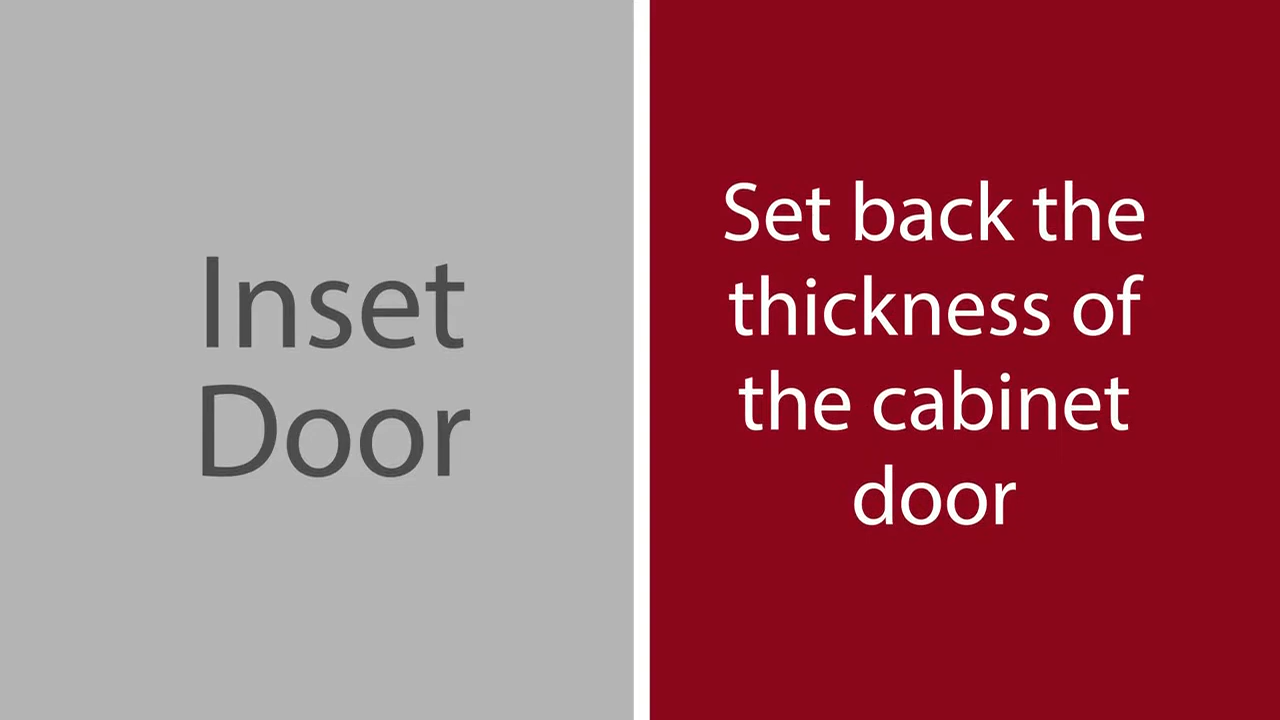 Inset
Door
Set back the
thickness of
the cabinet
door